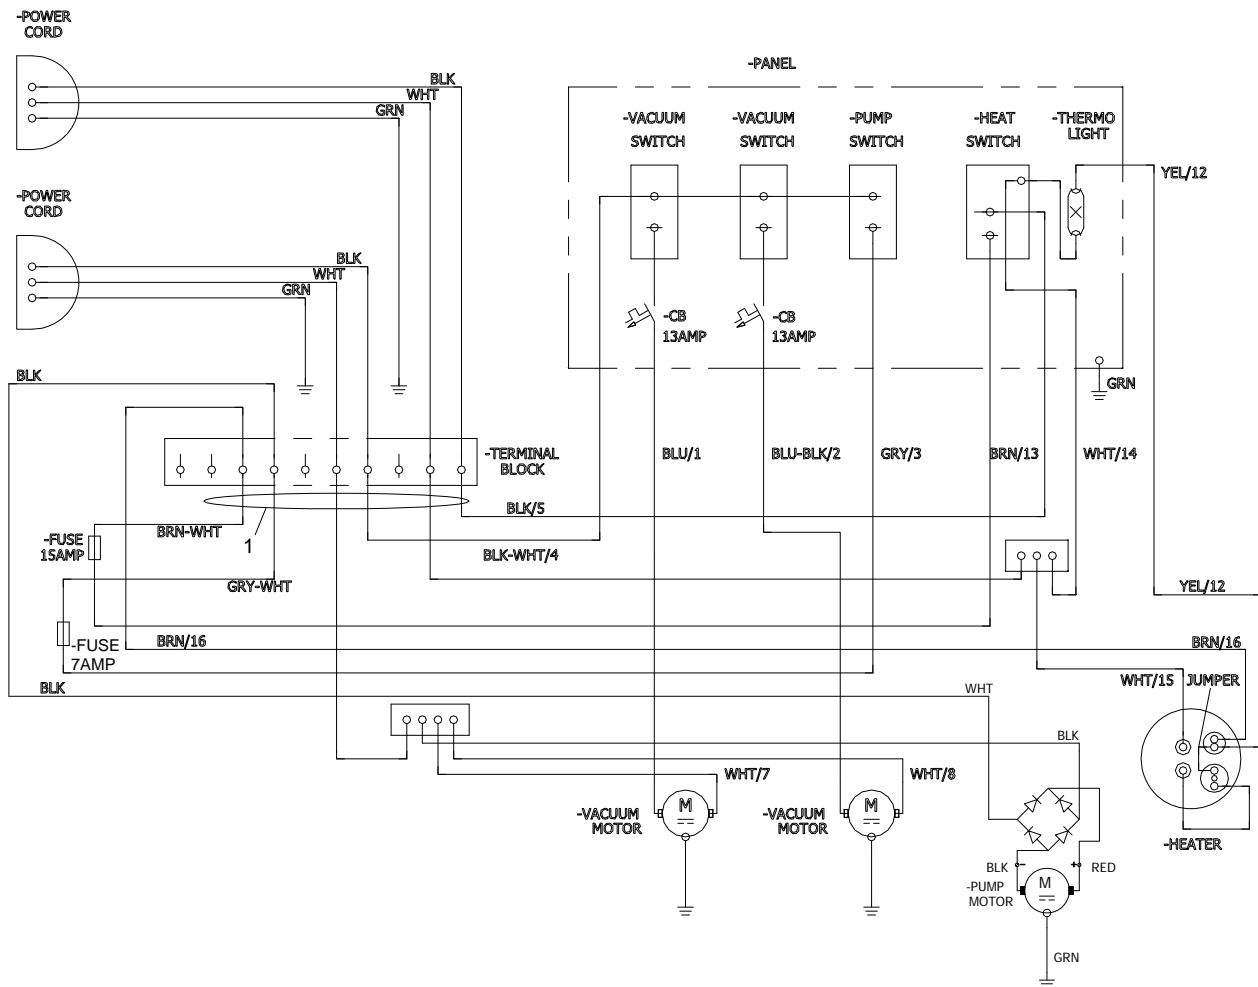 -POWER
CORD
BLK
WHT
GRN
-PANEL
-VACUUM
SWITCH
-VACUUM
SWITCH
-PUMP
SWITCH
-HEAT
SWITCH
-THERMO
LIGHT
YEL/12
-POWER
CORD
BLK
WHT
GRN
-CB
13AMP
-CB
13AMP
BLK
GRN
-TERMINAL
BLOCK
BLU/1
BLU-BLK/2
GRY/3
BRN/13
WHT/14
BLK/5
BRN-WHT
1
-FUSE
15AMP
BLK-WHT/4
GRY-WHT
YEL/12
BRN/16
BRN/16
-FUSE
7AMP
WHT/15
JUMPER
BLK
WHT
BLK
WHT/7
WHT/8
-VACUUM
MOTOR
M
-VACUUM
MOTOR
M
-HEATER
BLK
-
+
RED
-PUMP
MOTOR
M
GRN